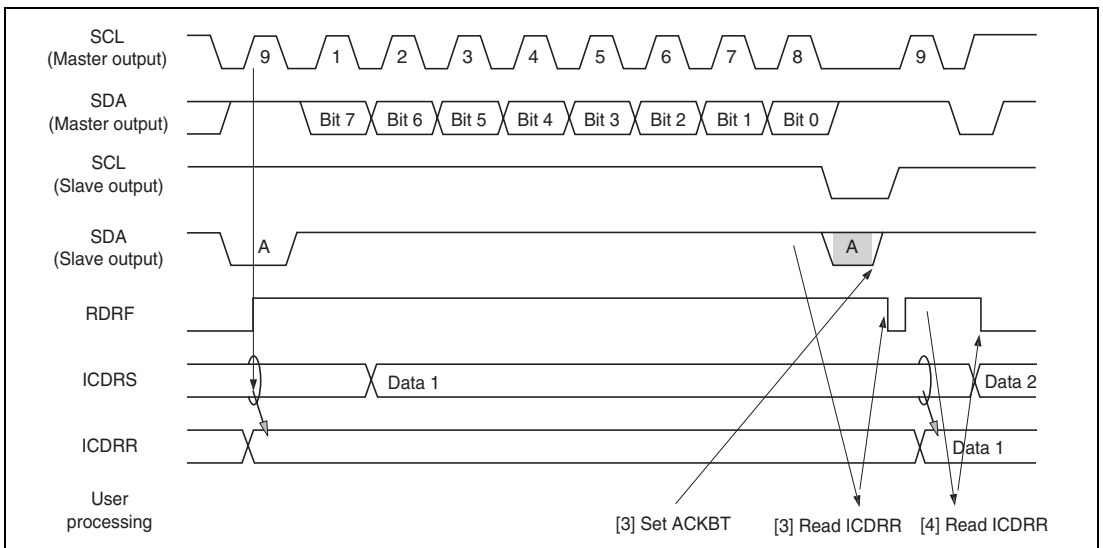 SCL
(Master output)
9 1 2 3 4 5 6 7 8 9
SDA
(Master output)
Bit 7 Bit 6 Bit 5 Bit 4 Bit 3 Bit 2 Bit 1 Bit 0
SCL
(Slave output)
SDA
(Slave output)
A A
RDRF
ICDRS
Data 1 Data 2
ICDRR
Data 1
User
processing
[3] Set ACKBT [3] Read ICDRR [4] Read ICDRR